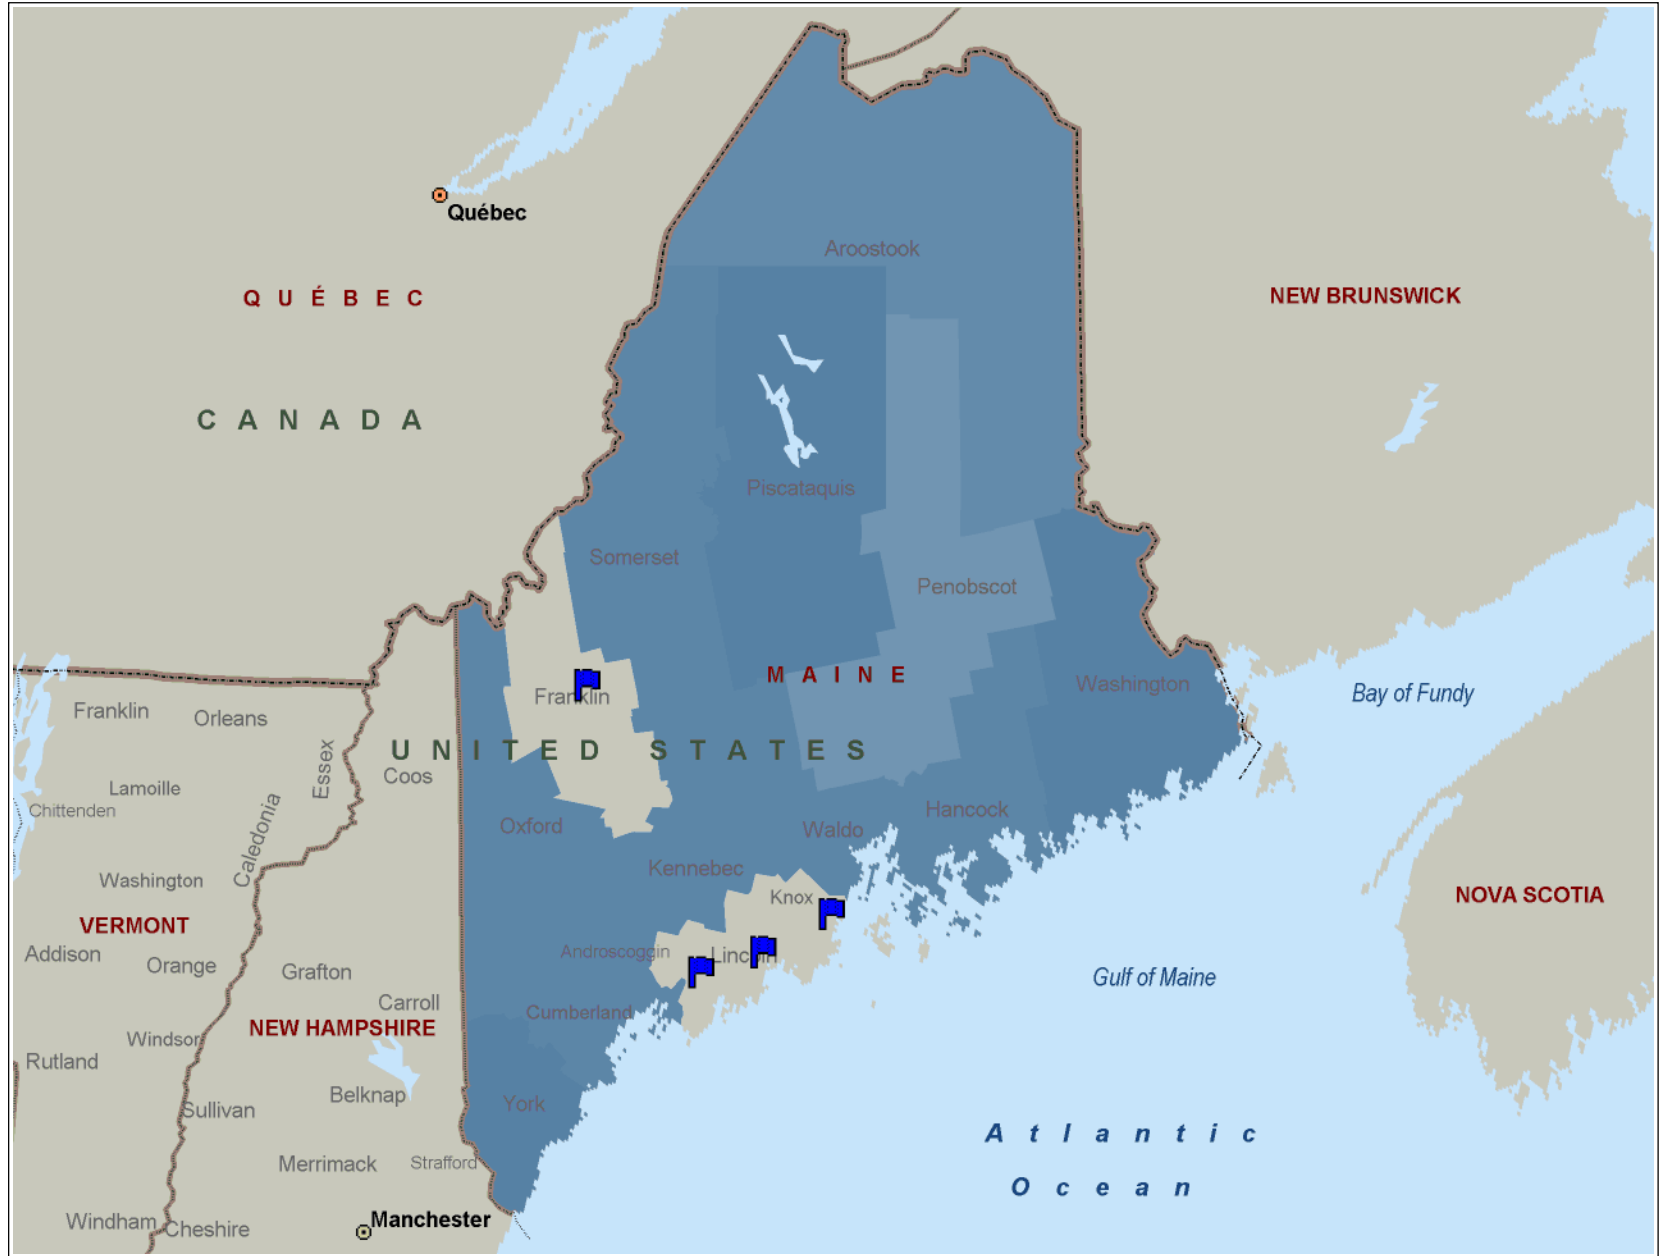 Québec
Aroostook
QUÉBEC
NEW BRUNSWICK
CANADA
Piscataquis
Somerset
Penobscot
MAINE
Washington
Franklin
Bay of Fundy
Franklin
Orleans
UNITED STATES
Essex
Coos
Lamoille
Chittenden
Caledonia
Hancock
Oxford
Waldo
Kennebec
Washington
Knox
NOVA SCOTIA
VERMONT
Addison
Orange
Androscoggin
Lincoln
Grafton
Gulf of Maine
Carroll
Cumberland
NEW HAMPSHIRE
Windsor
Rutland
Belknap
York
Sullivan
Atlantic
Ocean
Merrimack
Strafford
Manchester
Windham
Cheshire